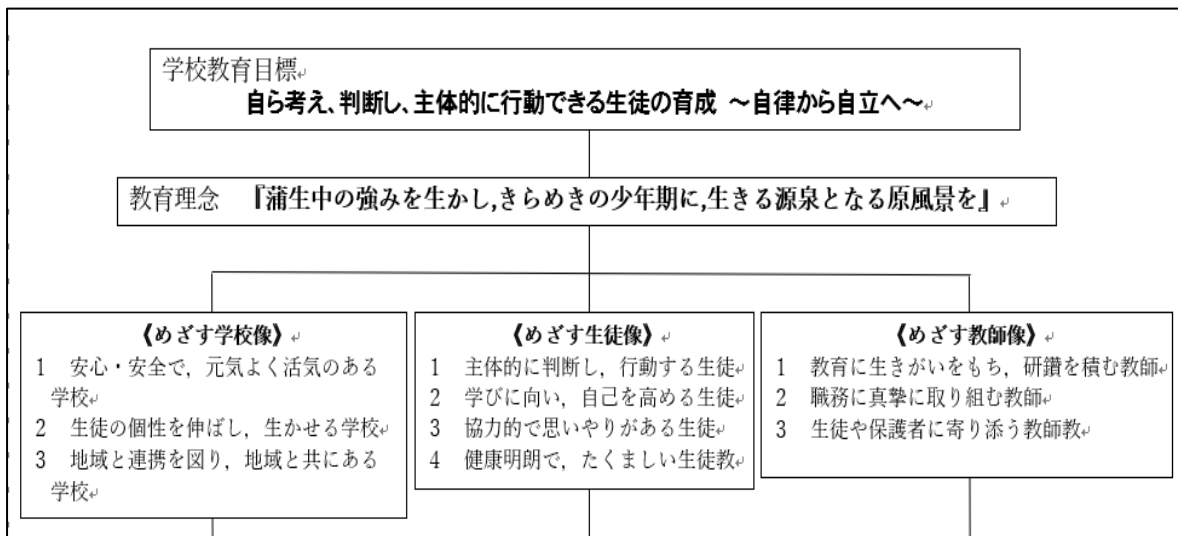 学校教育目標
自ら考え、判断し、主体的に行動できる生徒の育成 ～自律から自立へ～
教育理念 『蒲生中の強みを生かし,きらめきの少年期に,生きる源泉となる原風景を』
《めざす学校像》
1 安心・安全で，元気よく活気のある
学校
2 生徒の個性を伸ばし，生かせる学校
3 地域と連携を図り，地域と共にある
学校
《めざす生徒像》
1 主体的に判断し，行動する生徒
2 学びに向い，自己を高める生徒
3 協力的で思いやりがある生徒
4 健康明朗で，たくましい生徒教
《めざす教師像》
1 教育に生きがいをもち，研鑽を積む教師
2 職務に真摯に取り組む教師
3 生徒や保護者に寄り添う教師教